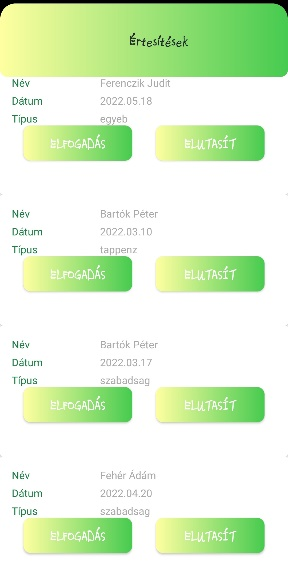 Értesítések
Név Ferenczik Judit
Dátum 2022.05.18
Típus egyeb
ELFOGADÁS ELUTASÍT
Név Bartók Péter
Dátum 2022.03.10
Típus tappenz
ELFOGADÁS ELUTASÍT
Név Bartók Péter
Dátum 2022.03.17
Típus szabadsag
ELFOGADÁS ELUTASÍT
Név Fehér Ádám
Dátum 2022.04.20
Típus szabadsag
ELFOGADÁS ELUTASÍT